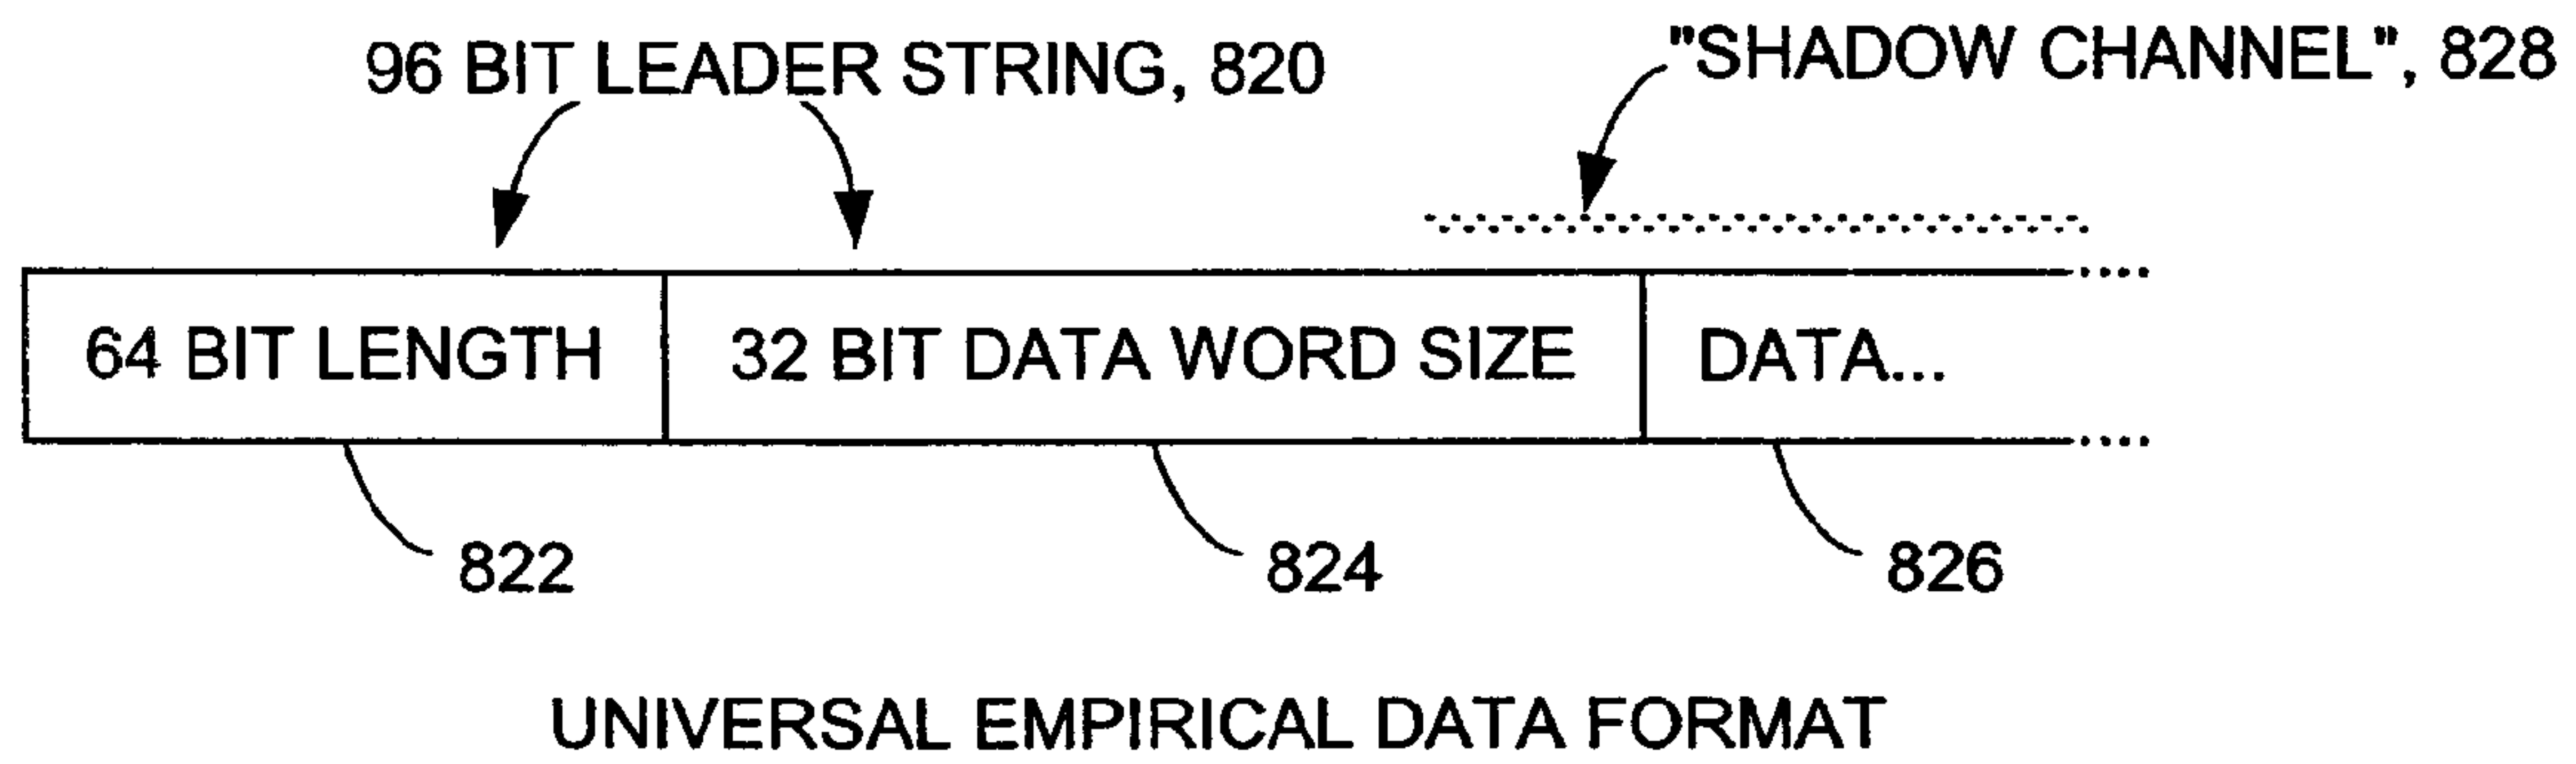 96 BIT LEADER STRING, 820
"SHADOW CHANNEL", 828
64 BIT LENGTH
32 BIT DATA WORD SIZE
DATA...
822
824
826
UNIVERSAL EMPIRICAL DATA FORMAT